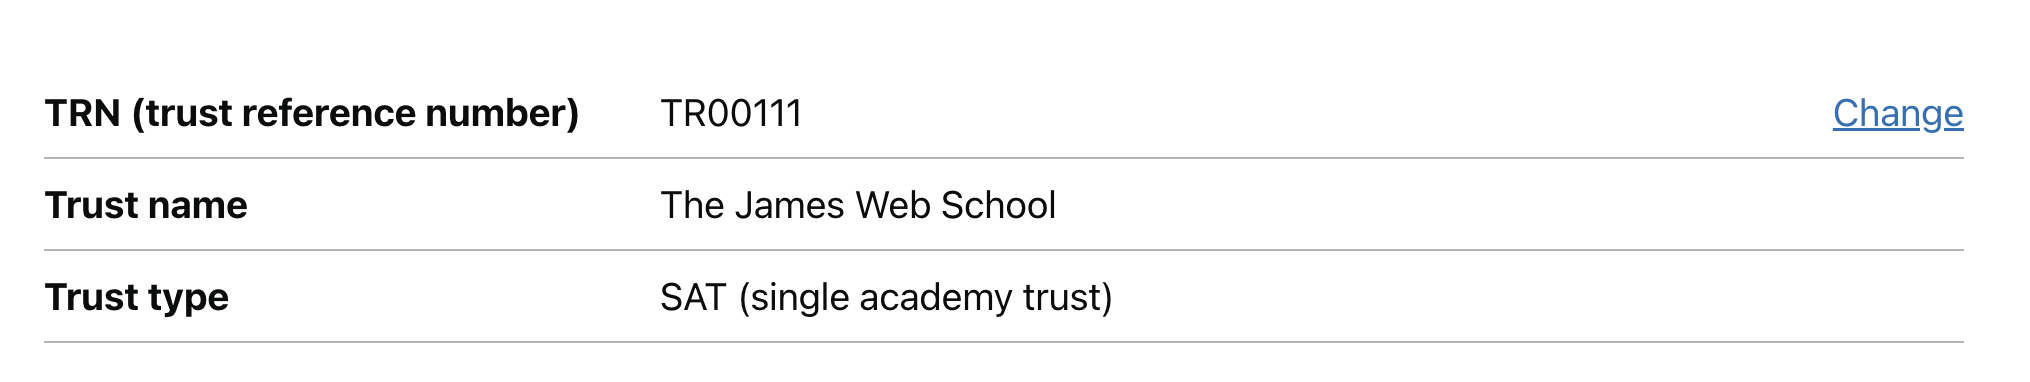 TRN (trust reference number) TR00111 Change
Trust name The James Web School
Trust type SAT (single academy trust)